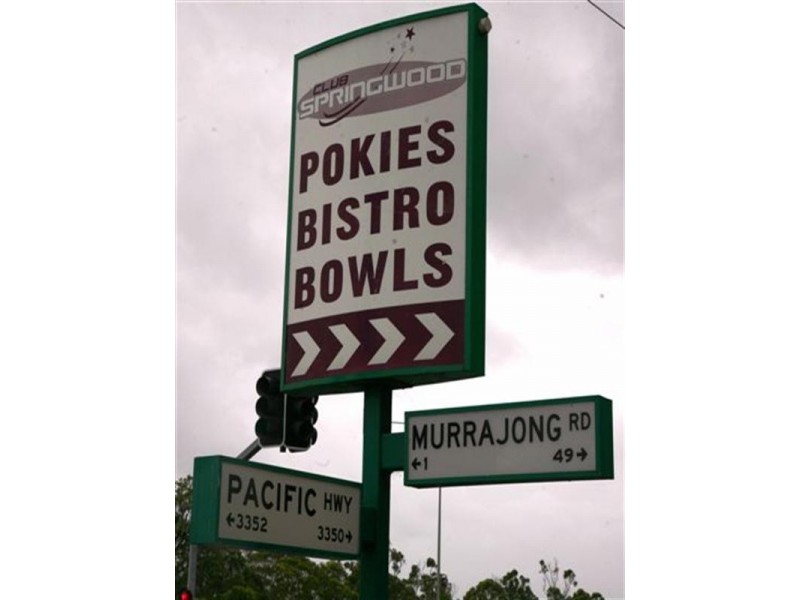 CLUB
SPRINGWOOD
POKIES
BISTRO
BOWLS
MURRAJONG RD
←1 49→
PACIFIC HWY
←3352 3350→